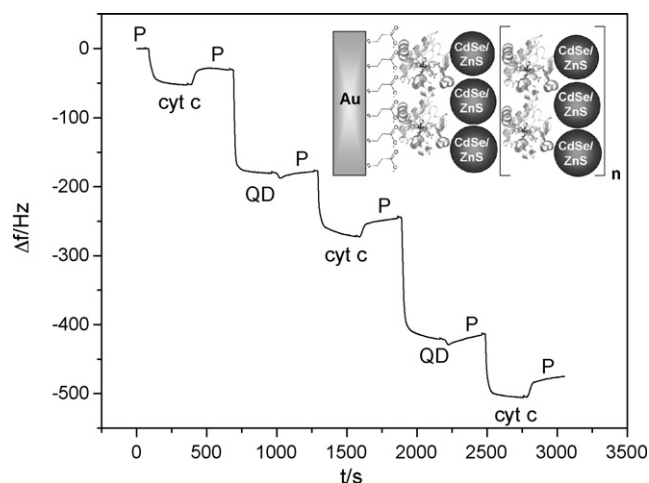 P
P
cyt c
QD
P
cyt c
P
QD
P
cyt c
P
Au
CdSe/
ZnS
CdSe/
ZnS
CdSe/
ZnS
CdSe/
ZnS
CdSe/
ZnS
CdSe/
ZnS
n
Δf/Hz
0
-100
-200
-300
-400
-500
0 500 1000 1500 2000 2500 3000 3500
t/s